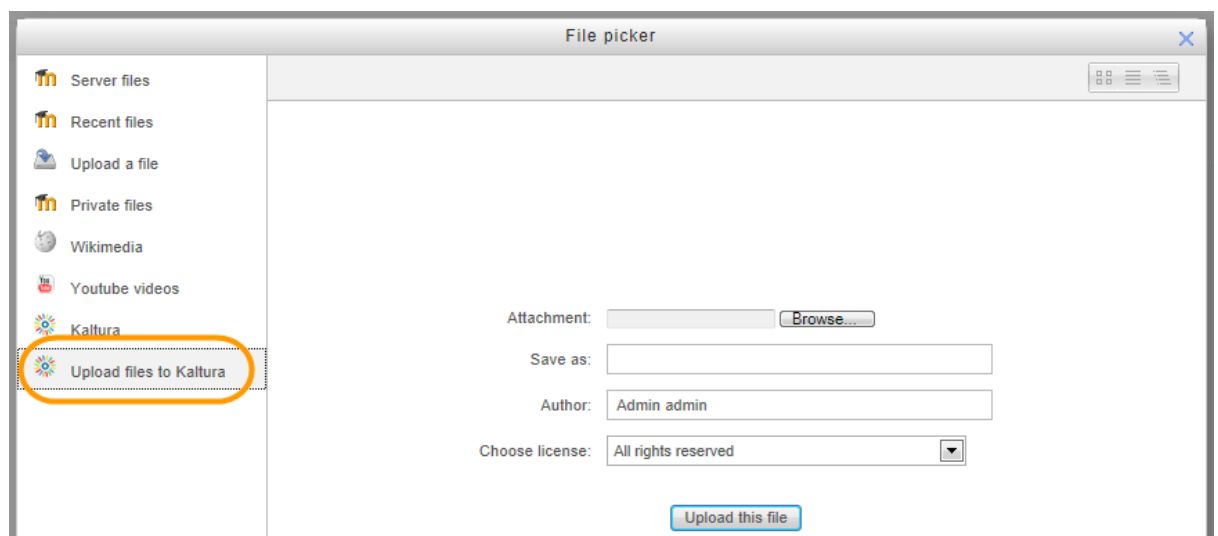 File picker
Server files
Recent files
Upload a file
Private files
Wikimedia
Youtube videos
Kaltura
Upload files to Kaltura
Attachment: Browse...
Save as:
Author: Admin admin
Choose license: All rights reserved
Upload this file